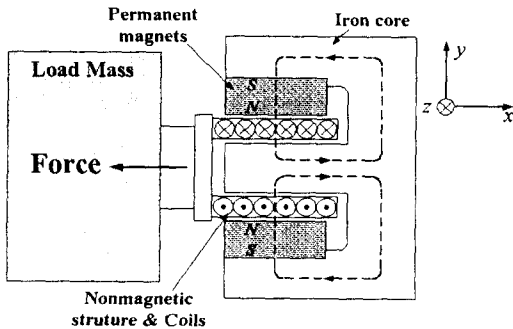 Permanent
magnets
Iron core
Load Mass
S
N
y
z
x
Force
N
S
Nonmagnetic
struture & Coils